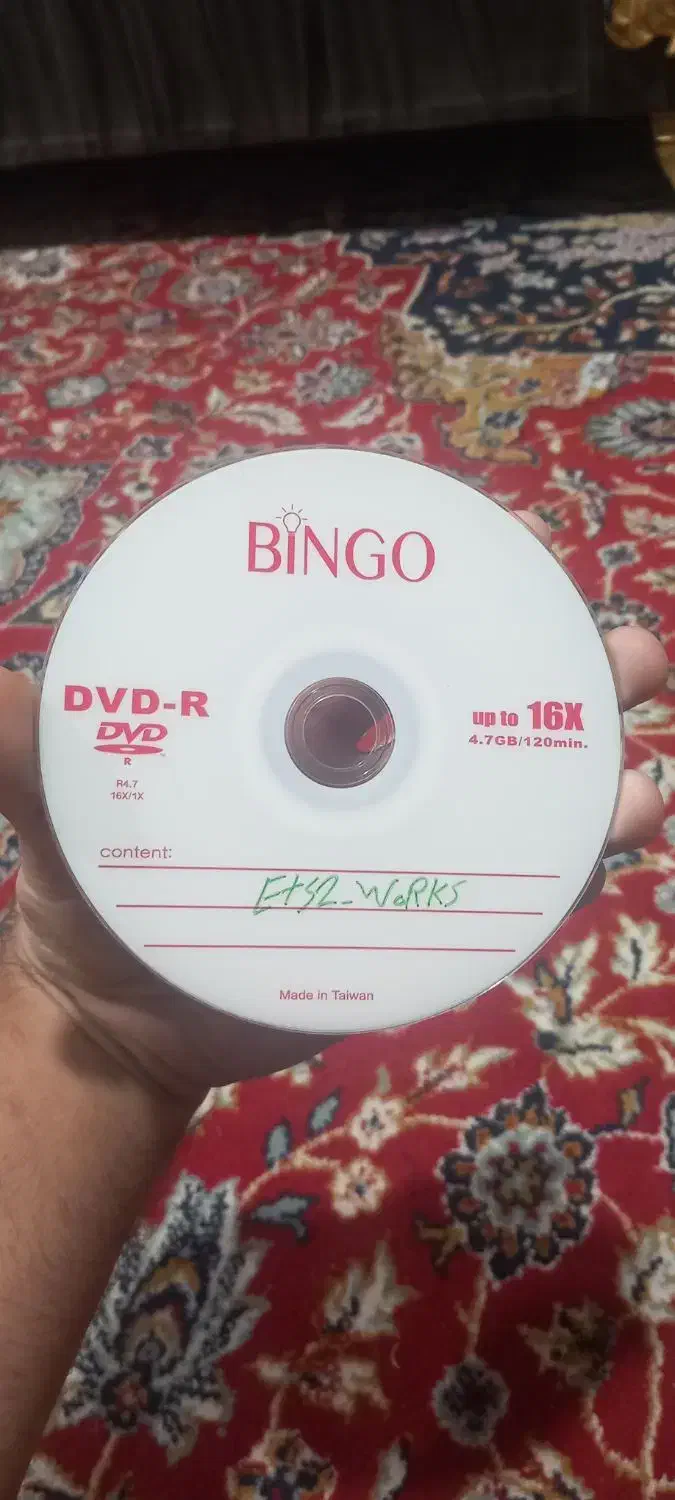 BiNGO
DVD-R
DVD
R
R4.7
16X/1X
up to 16X
4.7GB/120min.
content:
Ets2_WoRKS
Made in Taiwan